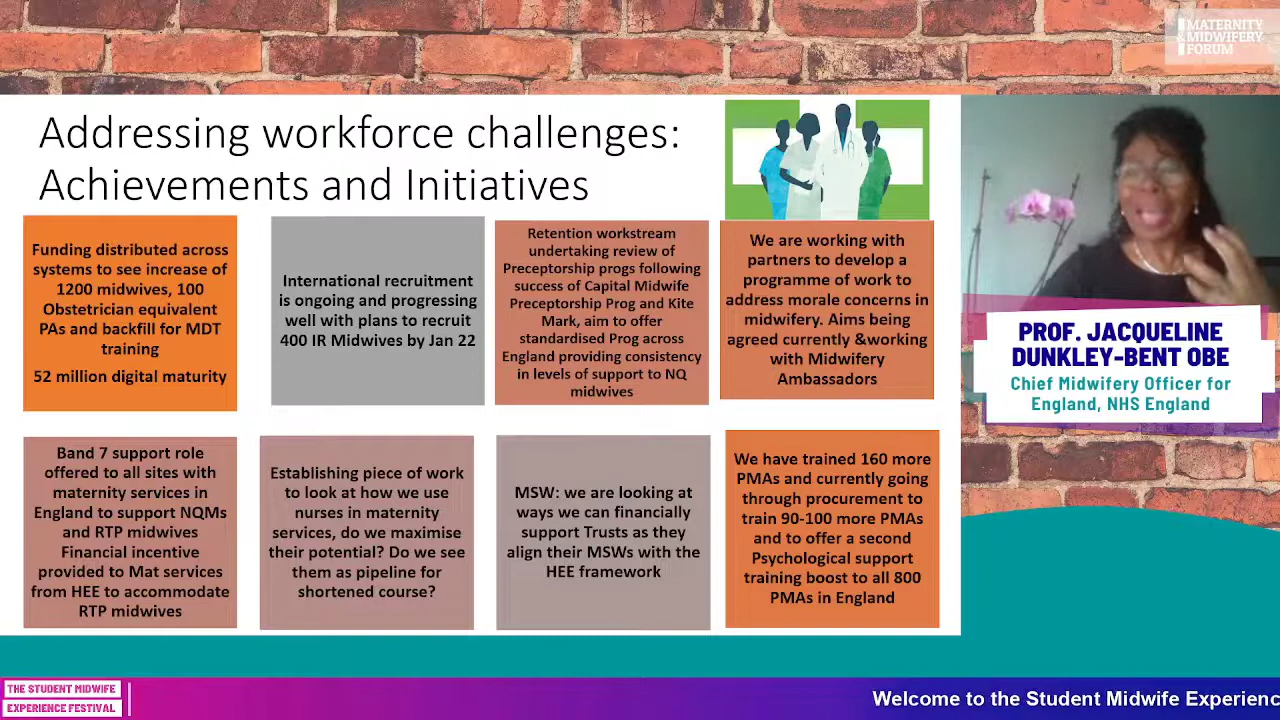 MATERNITY
& MIDWIFERY
FORUM
Addressing workforce challenges:
Achievements and Initiatives
Funding distributed across
systems to see increase of
1200 midwives, 100
Obstetrician equivalent
PAs and backfill for MDT
training
52 million digital maturity
International recruitment
is ongoing and progressing
well with plans to recruit
400 IR Midwives by Jan 22
Retention workstream
undertaking review of
Preceptorship progs following
success of Capital Midwife
Preceptorship Prog and Kite
Mark, aim to offer
standardised Prog across
England providing consistency
in levels of support to NQ
midwives
We are working with
partners to develop a
programme of work to
address morale concerns in
midwifery. Aims being
agreed currently &working
with Midwifery
Ambassadors
Band 7 support role
offered to all sites with
maternity services in
England to support NQMs
and RTP midwives
Financial incentive
provided to Mat services
from HEE to accommodate
RTP midwives
Establishing piece of work
to look at how we use
nurses in maternity
services, do we maximise
their potential? Do we see
them as pipeline for
shortened course?
MSW: we are looking at
ways we can financially
support Trusts as they
align their MSWs with the
HEE framework
We have trained 160 more
PMAs and currently going
through procurement to
train 90-100 more PMAs
and to offer a second
Psychological support
training boost to all 800
PMAs in England
PROF. JACQUELINE
DUNKLEY-BENT OBE
Chief Midwifery Officer for
England, NHS England
THE STUDENT MIDWIFE
EXPERIENCE FESTIVAL
Welcome to the Student Midwife Experienc